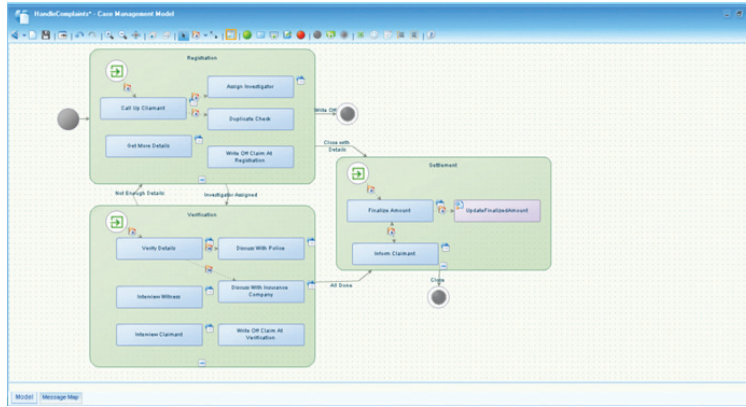 HandleComplaints* - Case Management Model
Registration
Call Up Claimant
Assign Investigator
Duplicate Check
Get More Details
Write Off Claim At
Registration
Write Off
Close with
Details
Not Enough Details
Investigator Assigned
Settlement
Finalize Amount
UpdateFinalizedAmount
Inform Claimant
Close
Verification
Verify Details
Discuss With Police
Interview Witness
Discuss With Insurance
Company
All Done
Interview Claimant
Write Off Claim At
Verification
Model
Message Map